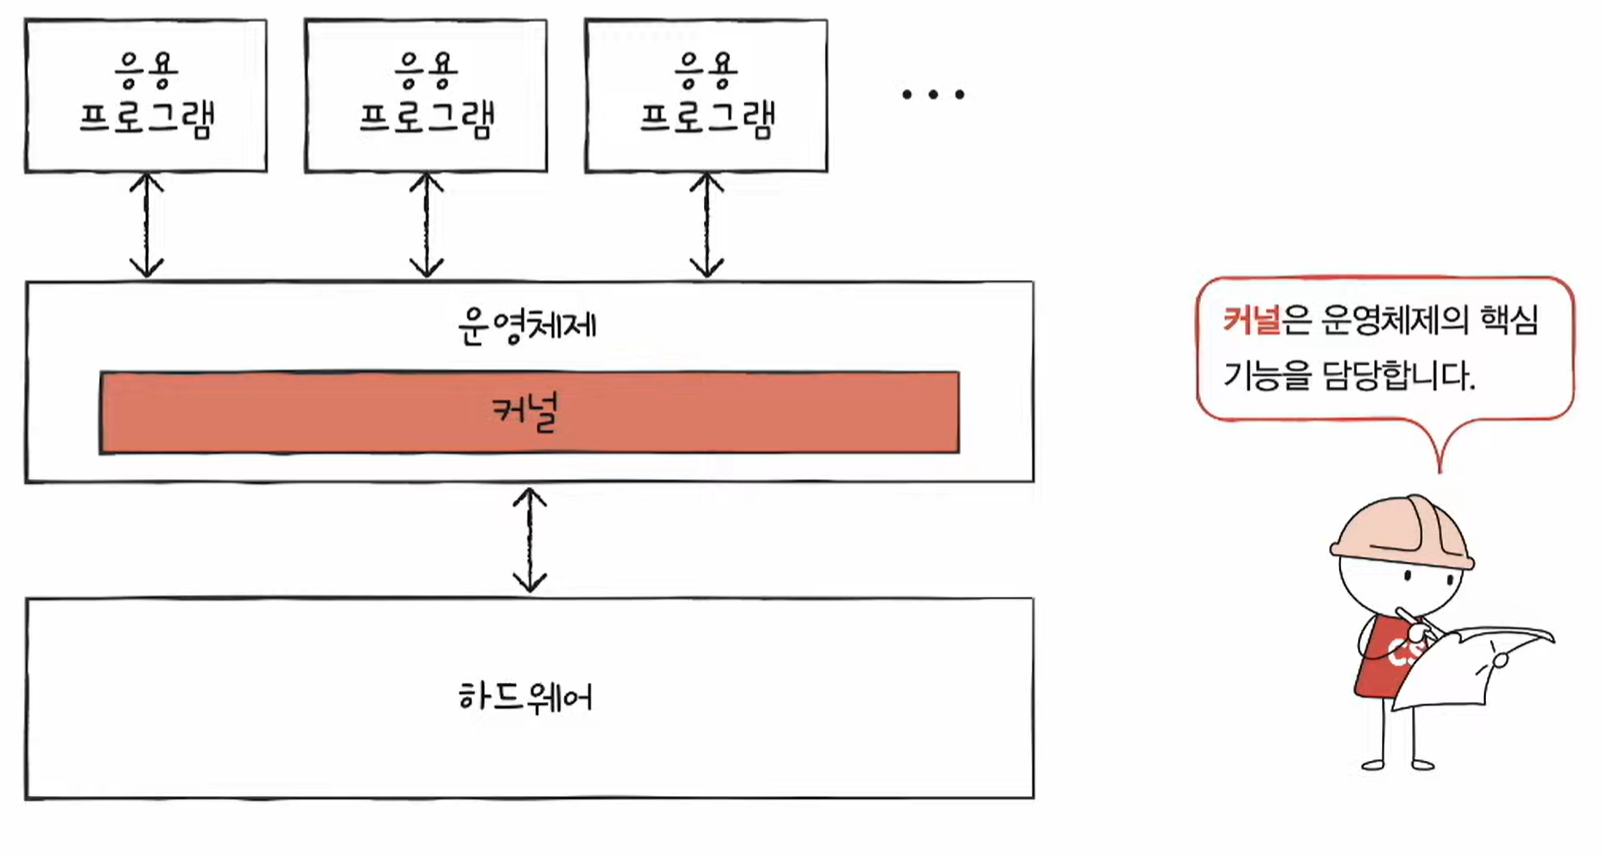 응용
프로그램
응용
프로그램
응용
프로그램
...
운영체제
커널
커널은 운영체제의 핵심
기능을 담당합니다.
하드웨어